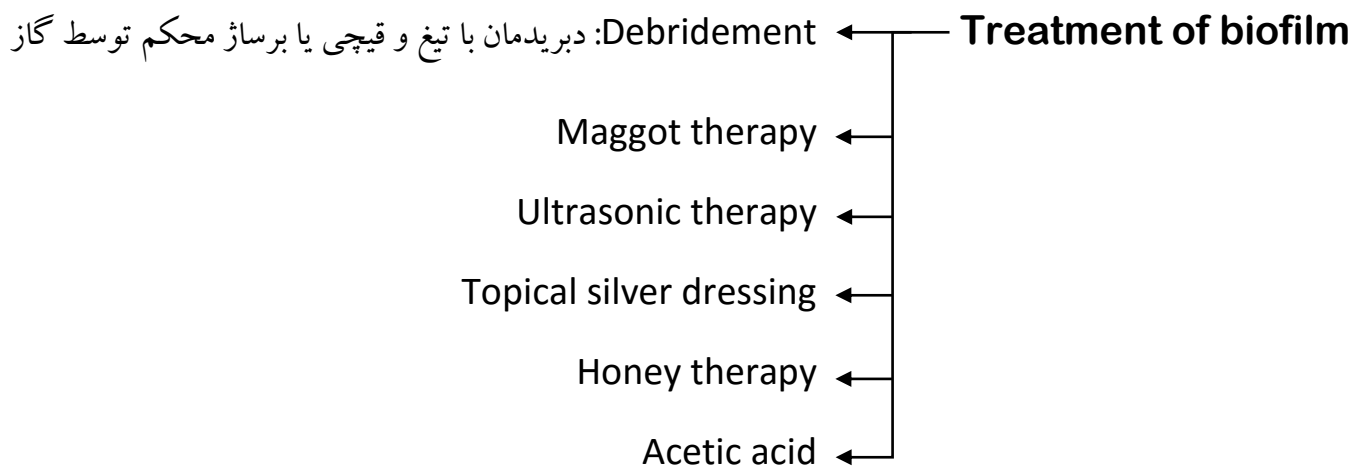 Treatment of biofilm
Debridement: دبریدمان با تیغ و قیچی یا برساژ محکم توسط گاز
Maggot therapy
Ultrasonic therapy
Topical silver dressing
Honey therapy
Acetic acid